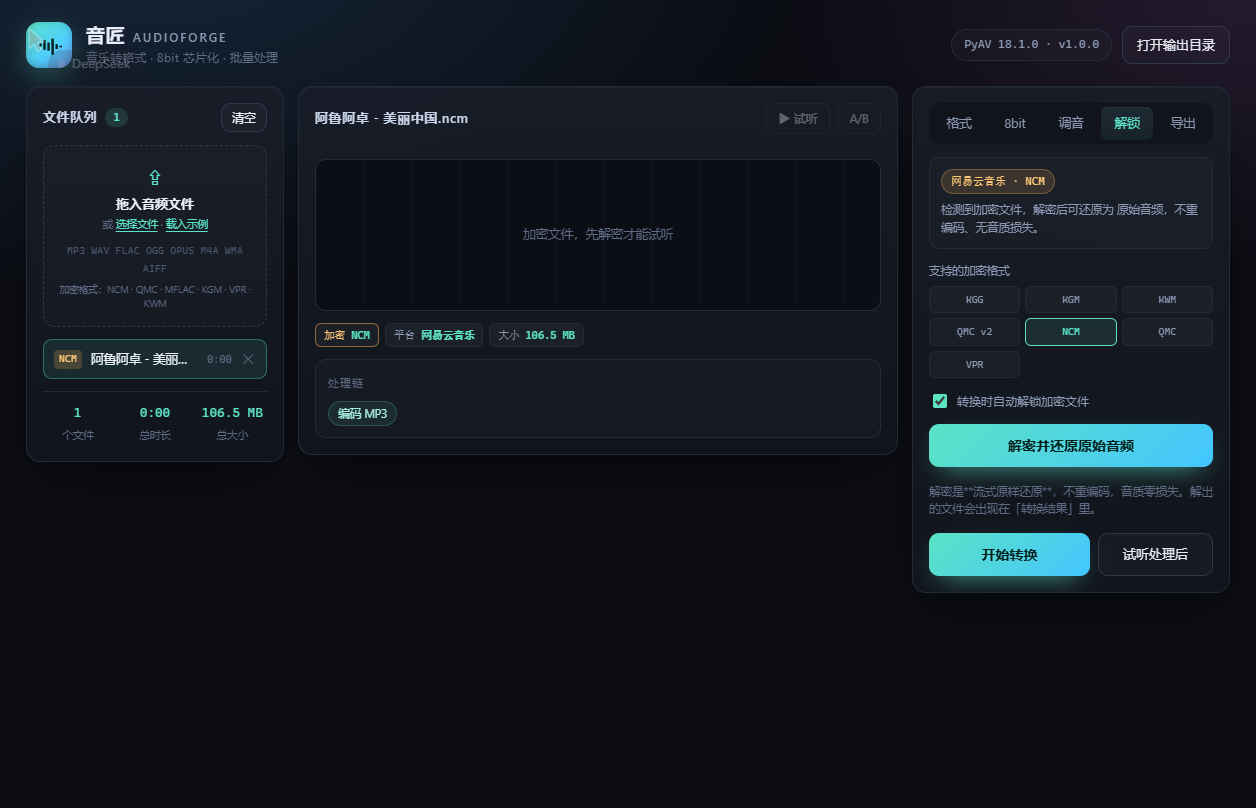 音匠 AUDIOFORGE
音乐转格式 · 8bit 芯片化 · 批量处理
DeepSeek
PyAV 18.1.0 · v1.0.0
打开输出目录
文件队列 1
清空
拖入音频文件
或 选择文件 · 载入示例
MP3 WAV FLAC OGG OPUS M4A WMA
AIFF
加密格式：NCM · QMC · MFLAC · KGM · VPR ·
KWM
NCM 阿鲁阿卓 - 美丽... 0:00
1 0:00 106.5 MB
个文件 总时长 总大小
阿鲁阿卓 - 美丽中国.ncm
▶ 试听 A/B
加密文件，先解密才能试听
加密 NCM 平台 网易云音乐 大小 106.5 MB
处理链
编码 MP3
格式 8bit 调音 解锁 导出
网易云音乐 · NCM
检测到加密文件，解密后可还原为 原始音频，不重
编码、无音质损失。
支持的加密格式
KGG KGM KWM
QMC v2 NCM QMC
VPR
转换时自动解锁加密文件
解密并还原原始音频
解密是**流式原样还原**，不重编码，音质零损失。解出
的文件会出现在「转换结果」里。
开始转换 试听处理后